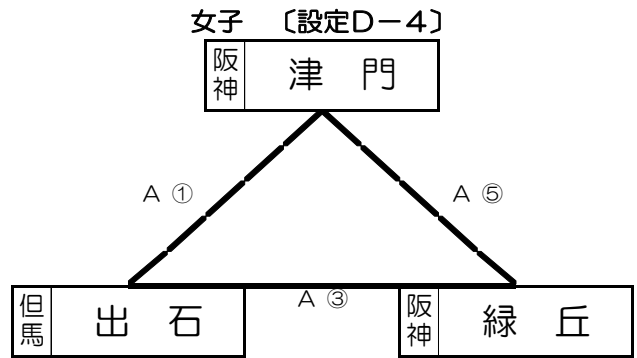 女子 〔設定D－4〕
阪神 津 門
A ①
A ⑤
A ③
但馬 出 石
阪神 緑 丘